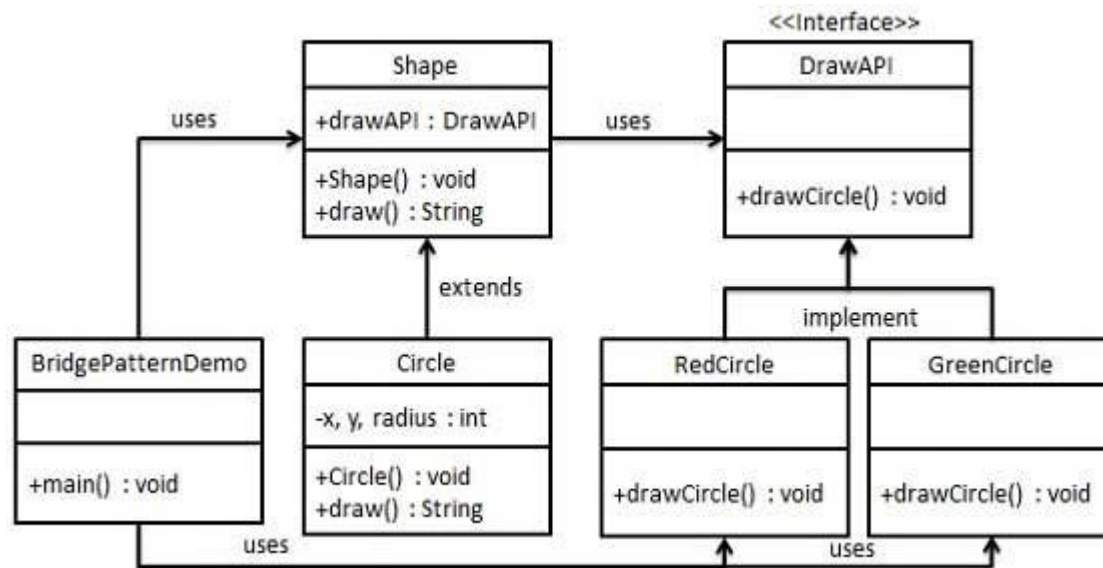 <<Interface>>
Shape
+drawAPI : DrawAPI
+Shape() : void
+draw() : String
uses
uses
DrawAPI
+drawCircle() : void
extends
implement
BridgePatternDemo
+main() : void
Circle
-x, y, radius : int
+Circle() : void
+draw() : String
RedCircle
+drawCircle() : void
GreenCircle
+drawCircle() : void
uses
uses